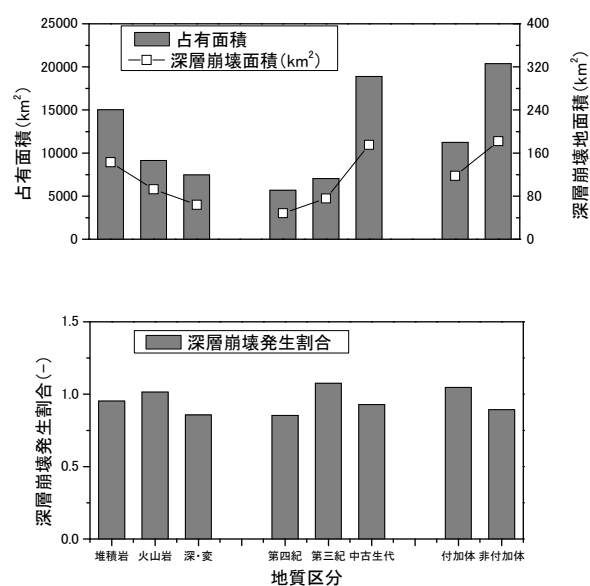 25000
20000
15000
10000
5000
0
占有面積(km²)
占有面積
深層崩壊面積(km²)
400
320
240
160
80
0
深層崩壊地面積(km²)
1.5
1.0
0.5
0.0
深層崩壊発生割合(-)
深層崩壊発生割合
堆積岩 火山岩 深・変 第四紀 第三紀 中古生代 付加体 非付加体
地質区分